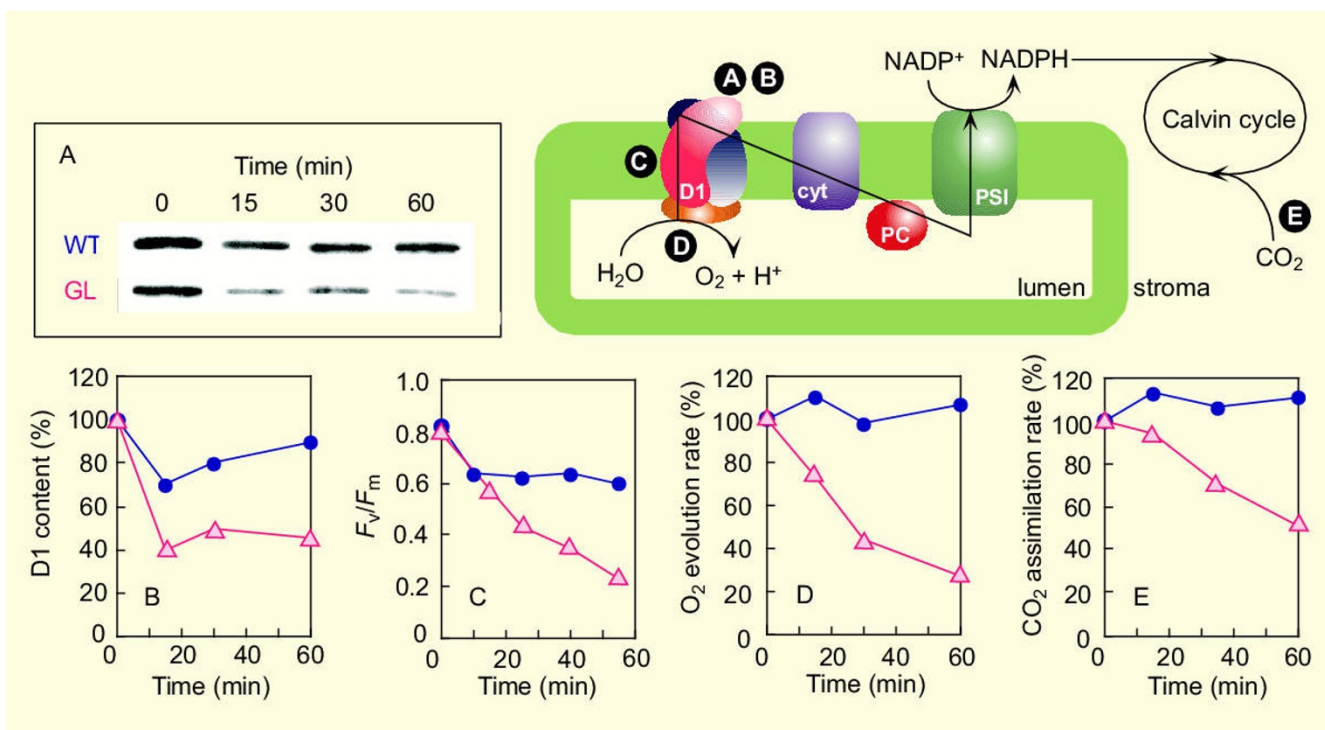 A
Time (min)
0 15 30 60
WT
GL
A B
C
D1
cyt
PC
PSI
D
H2O
O2 + H+
NADP+ NADPH
Calvin cycle
E
CO2
lumen
stroma
D1 content (%)
120
100
80
60
40
20
0
B
0 20 40 60
Time (min)
Fv/Fm
1.0
0.8
0.6
0.4
0.2
0
C
0 20 40 60
Time (min)
O2 evolution rate (%)
120
100
80
60
40
20
0
D
0 20 40 60
Time (min)
CO2 assimilation rate (%)
120
100
80
60
40
20
0
E
0 20 40 60
Time (min)